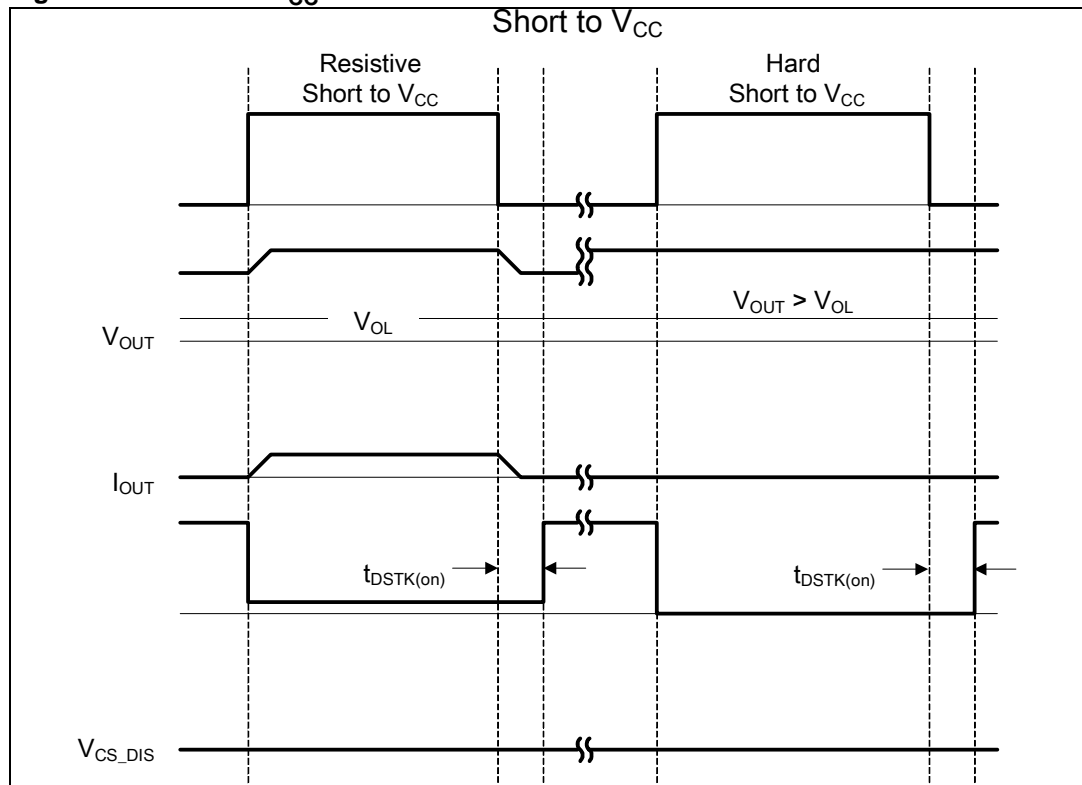 Short to VCC
Resistive
Short to VCC
Hard
Short to VCC
VOUT > VOL
VOL
VOUT
IOUT
tDSTK(on)
tDSTK(on)
VCS_DIS